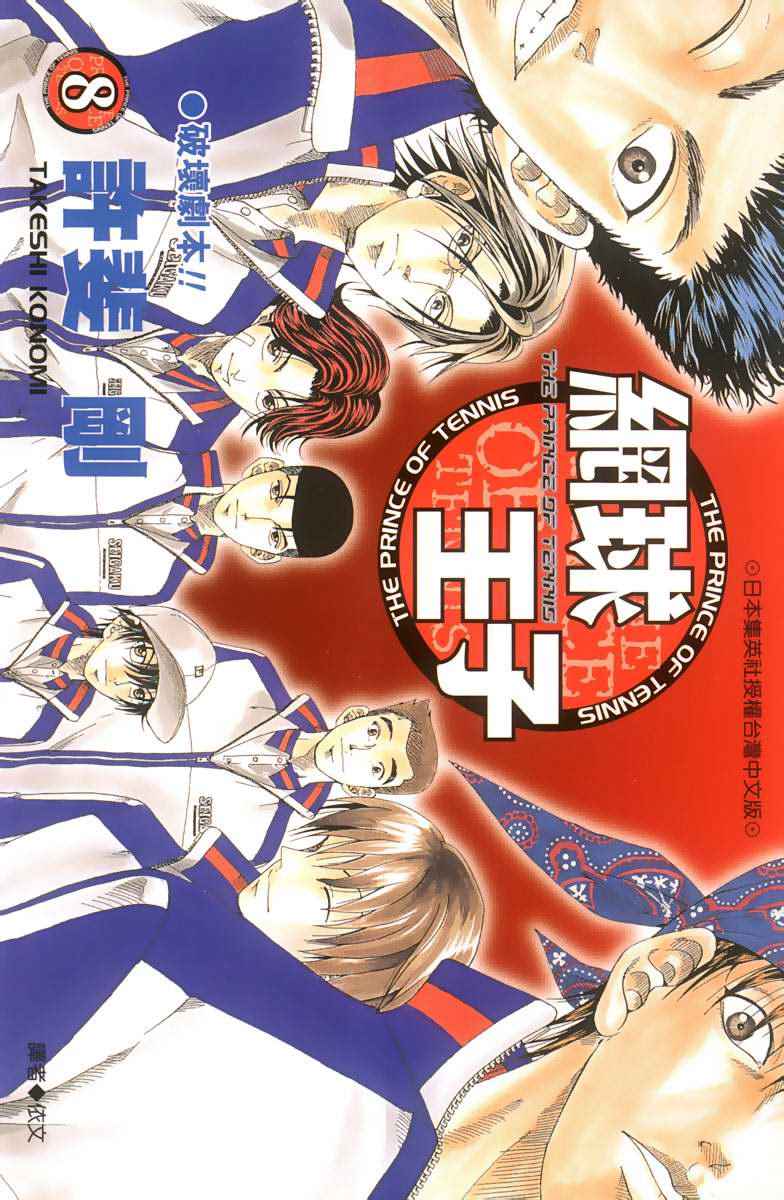 ◎日本集英社授權台灣中文版◎
網球
王子
THE PRINCE OF TENNIS
THE PRINCE OF TENNIS
THE PRINCE OF TENNIS
●破壞劇本!!
8
許斐 剛
TAKESHI KONOMI
SEIGAKU
SEIGAKU
譯者◆依文